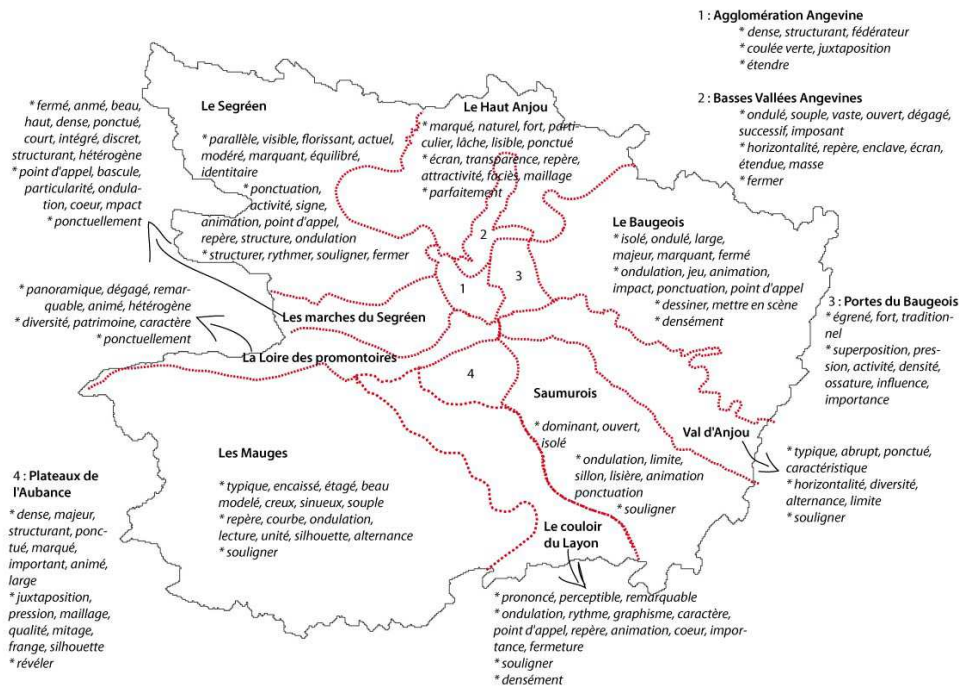 1 : Agglomération Angevine
* dense, structurant, fédérateur
* coulée verte, juxtaposition
* étendre
2 : Basses Vallées Angevines
* ondulé, souple, vaste, ouvert, dégagé,
successif, imposant
* horizontalité, repère, enclave, écran,
étendue, masse
* fermer
* fermé, anmé, beau,
haut, dense, ponctué,
court, intégré, discret,
structurant, hétérogène
* point d'appel, bascule,
particularité, ondula-
tion, coeur, mpact
* ponctuellement
Le Segréen
* parallèle, visible, florissant, actuel,
modéré, marquant, équilibré,
identitaire
* ponctuation,
activité, signe,
animation, point d'appel,
repère, structure, ondulation
* structurer, rythmer, souligner, fermer
Le Haut Anjou
* marqué, naturel, fort, parti-
culier, lâche, lisible, ponctué
* écran, transparence, repère,
attractivité, faciès, maillage
* parfaitement
2
3
1
4
Le Baugeois
* isolé, ondulé, large,
majeur, marquant, fermé
* ondulation, jeu, animation,
impact, ponctuation, point d'appel
* dessiner, mettre en scène
* densément
* panoramique, dégagé, remar-
quable, animé, hétérogène
* diversité, patrimoine, caractère
* ponctuellement
Les marches du Segréen
La Loire des promontoires
3 : Portes du Baugeois
* égrené, fort, tradition-
nel
* superposition, pres-
sion, activité, densité,
ossature, influence,
importance
Saumurois
* dominant, ouvert,
isolé
* ondulation, limite,
sillon, lisière, animation
ponctuation
* souligner
Val d'Anjou
* typique, abrupt, ponctué,
caractéristique
* horizontalité, diversité,
alternance, limite
* souligner
Les Mauges
* typique, encaissé, étagé, beau
modelé, creux, sinueux, souple
* repère, courbe, ondulation,
lecture, unité, silhouette, alternance
* souligner
4 : Plateaux de
l'Aubance
* dense, majeur,
structurant, ponc-
tué, marqué,
important, animé,
large
* juxtaposition,
pression, maillage,
qualité, mitage,
frange, silhouette
* révéler
Le couloir
du Layon
* prononcé, perceptible, remarquable
* ondulation, rythme, graphisme, caractère,
point d'appel, repère, animation, coeur, impor-
tance, fermeture
* souligner
* densément